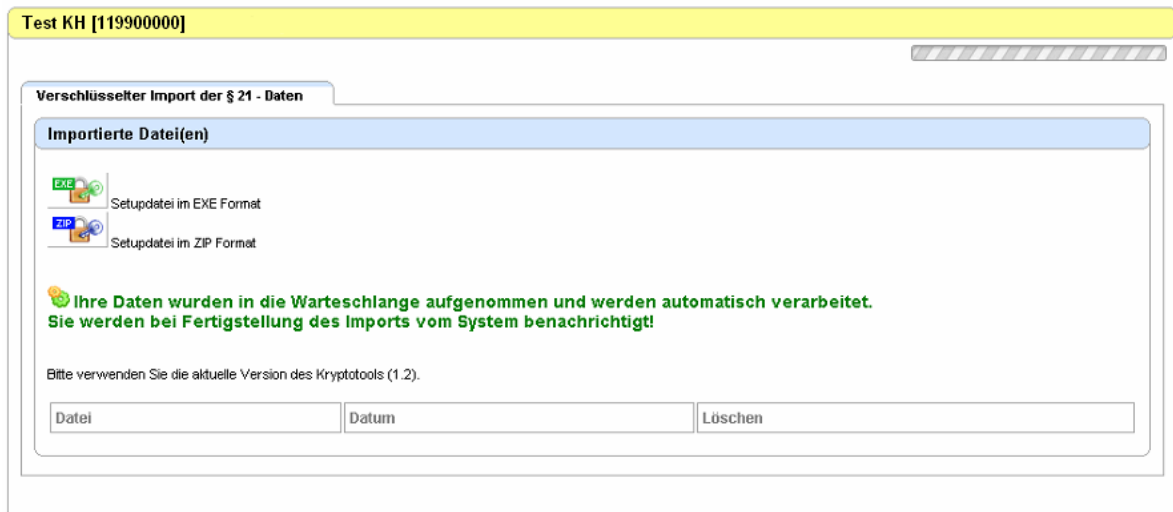 Test KH [119900000]
Verschlüsselter Import der § 21 - Daten
Importierte Datei(en)
EXE
Setupdatei im EXE Format
ZIP
Setupdatei im ZIP Format
Ihre Daten wurden in die Warteschlange aufgenommen und werden automatisch verarbeitet.
Sie werden bei Fertigstellung des Imports vom System benachrichtigt!
Bitte verwenden Sie die aktuelle Version des Kryptotools (1.2).
Datei Datum Löschen